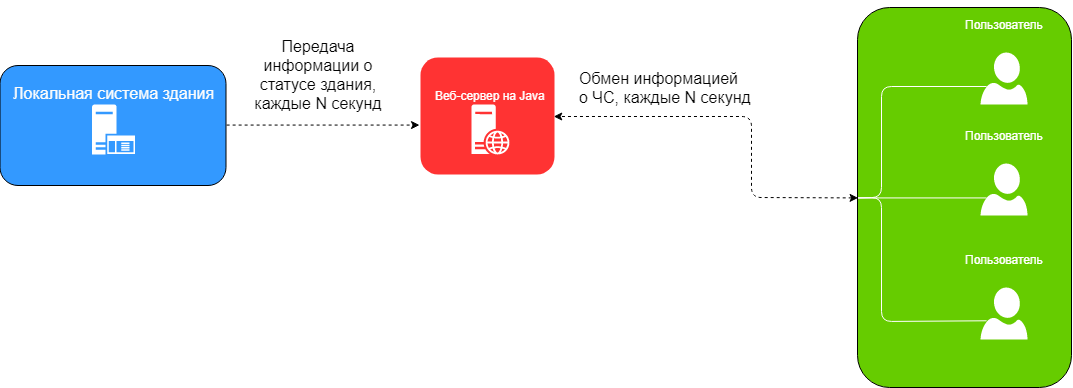 Локальная система здания
Передача
информации о
статусе здания,
каждые N секунд
Веб-сервер на Java
Обмен информацией
о ЧС, каждые N секунд
Пользователь
Пользователь
Пользователь